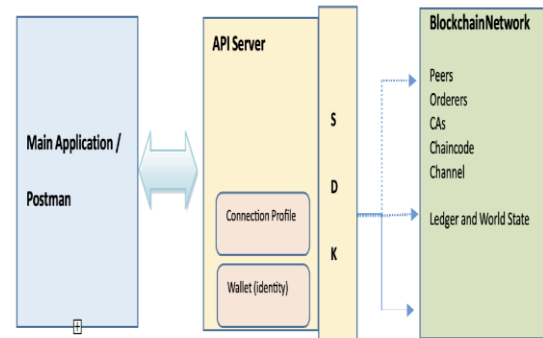 Main Application /
Postman
API Server
Connection Profile
Wallet (identity)
S
D
K
BlockchainNetwork
Peers
Orderers
CAs
Chaincode
Channel
Ledger and World State